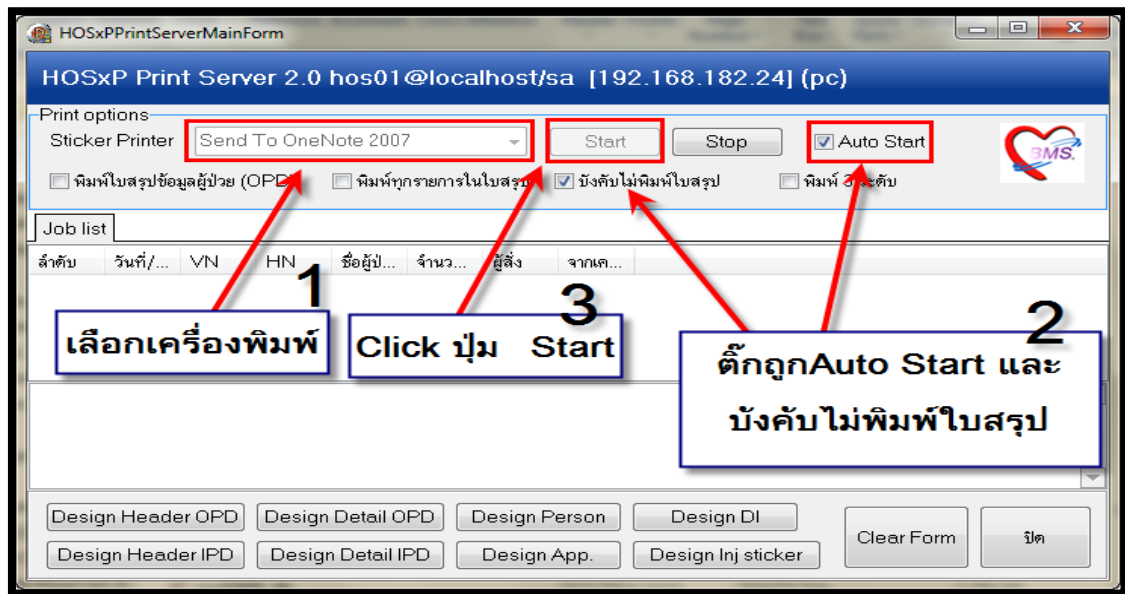 HOSxPPrintServerMainForm
HOSxP Print Server 2.0 hos01@localhost/sa [192.168.182.24] (pc)
Print options
Sticker Printer Send To OneNote 2007 Start Stop Auto Start
BMS.
พิมพ์ใบสรุปข้อมูลผู้ป่วย (OPD) พิมพ์ทุกรายการในใบสรุป บังคับไม่พิมพ์ใบสรุป พิมพ์ 3 ระดับ
Job list
ลำดับ วันที่/... VN HN ชื่อผู้ป่... จำนว... ผู้สั่ง จากเค...
1
เลือกเครื่องพิมพ์
3
Click ปุ่ม Start
2
ติ๊กถูกAuto Start และ
บังคับไม่พิมพ์ใบสรุป
Design Header OPD Design Detail OPD Design Person Design DI
Design Header IPD Design Detail IPD Design App. Design Inj sticker
Clear Form ปิด